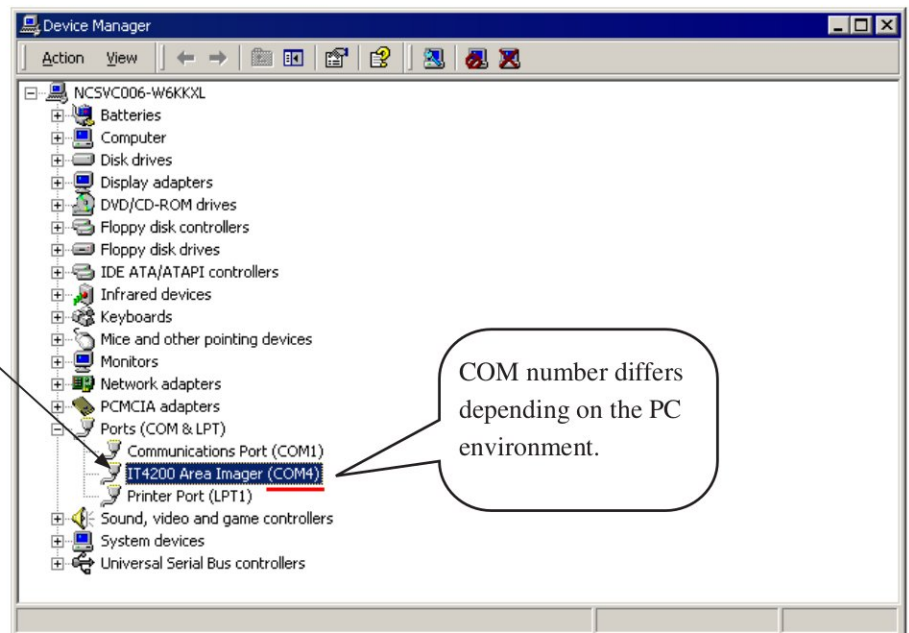 Device Manager
Action View
NCSVC006-W6KKXL
Batteries
Computer
Disk drives
Display adapters
DVD/CD-ROM drives
Floppy disk controllers
Floppy disk drives
IDE ATA/ATAPI controllers
Infrared devices
Keyboards
Mice and other pointing devices
Monitors
Network adapters
PCMCIA adapters
Ports (COM & LPT)
Communications Port (COM1)
IT4200 Area Imager (COM4)
Printer Port (LPT1)
Sound, video and game controllers
System devices
Universal Serial Bus controllers
COM number differs
depending on the PC
environment.